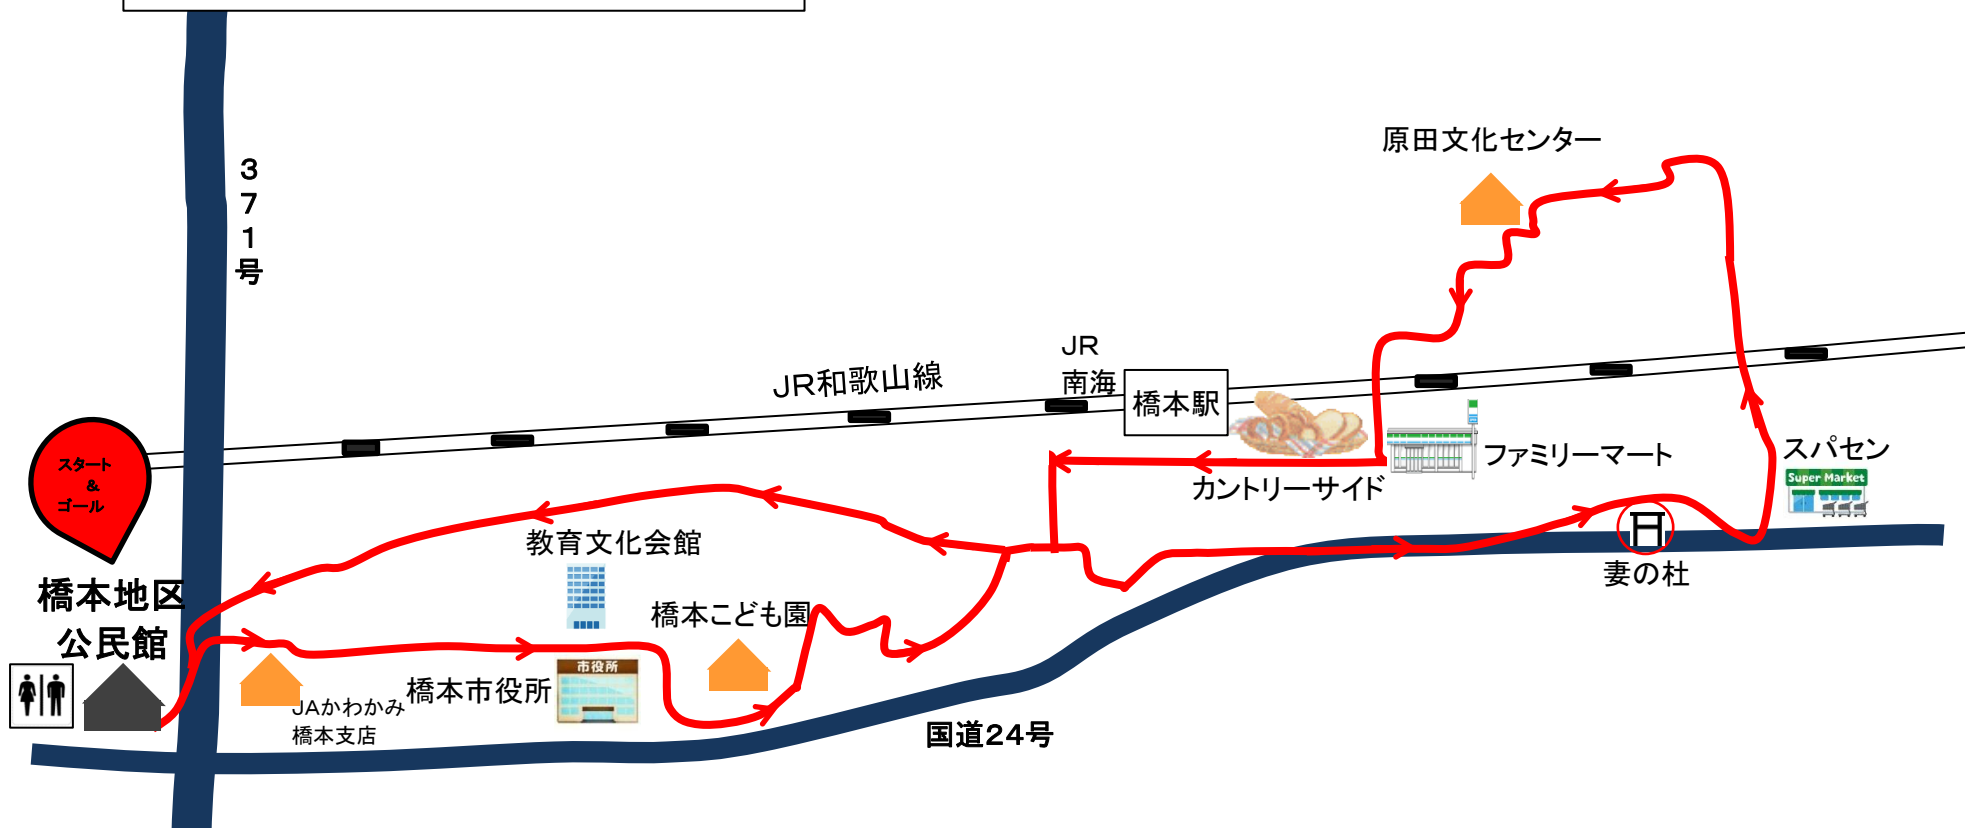 ３
７
１
号
原田文化センター
JR
南海
JR和歌山線
橋本駅
スタート
＆
ゴール
ファミリーマート
スパセン
Super Market
カントリーサイド
教育文化会館
妻の杜
橋本地区
公民館
橋本こども園
市役所
橋本市役所
JAかわかみ
橋本支店
国道24号